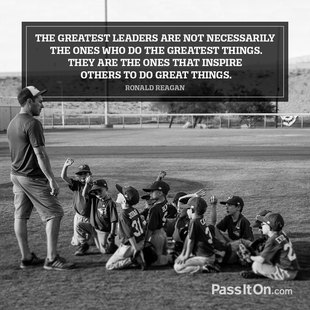 THE GREATEST LEADERS ARE NOT NECESSARILY
THE ONES WHO DO THE GREATEST THINGS.
THEY ARE THE ONES THAT INSPIRE
OTHERS TO DO GREAT THINGS.
RONALD REAGAN
PassItOn.com